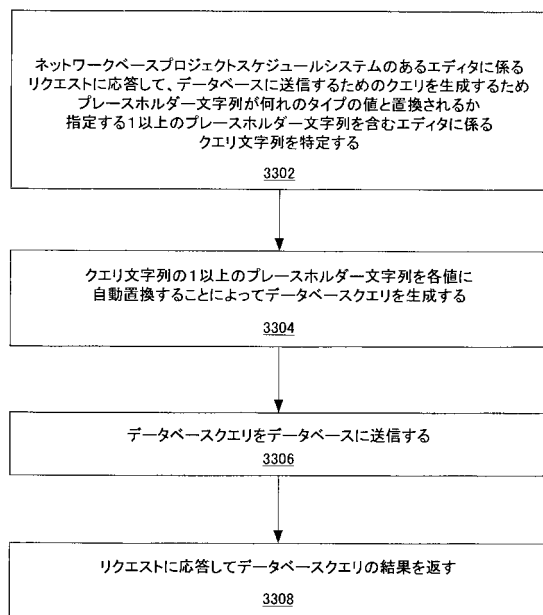 ネットワークベースプロジェクトスケジュールシステムのあるエディタに係る
リクエストに応答して、データベースに送信するためのクエリを生成するため
プレースホルダー文字列が何れのタイプの値と置換されるか
指定する1以上のプレースホルダー文字列を含むエディタに係る
クエリ文字列を特定する
3302
クエリ文字列の1以上のプレースホルダー文字列を各値に
自動置換することによってデータベースクエリを生成する
3304
データベースクエリをデータベースに送信する
3306
リクエストに応答してデータベースクエリの結果を返す
3308